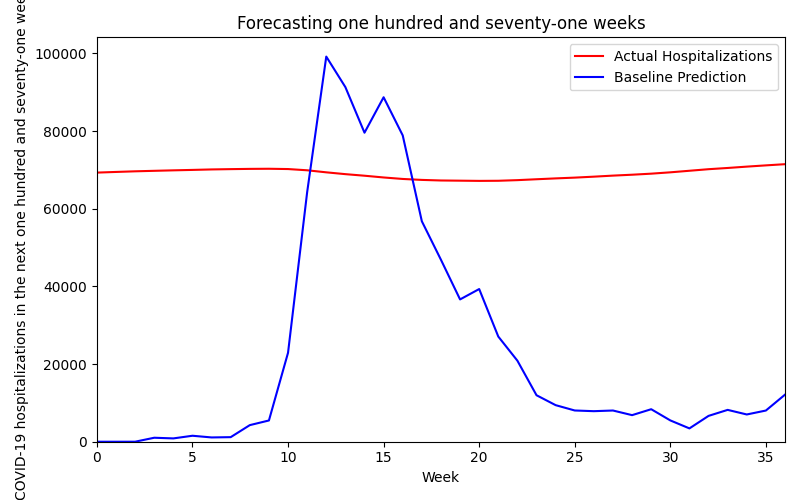 Forecasting one hundred and seventy-one weeks
Actual Hospitalizations
Baseline Prediction
100000
80000
60000
40000
20000
0
COVID-19 hospitalizations in the next one hundred and seventy-one
0 5 10 15 20 25 30 35
Week